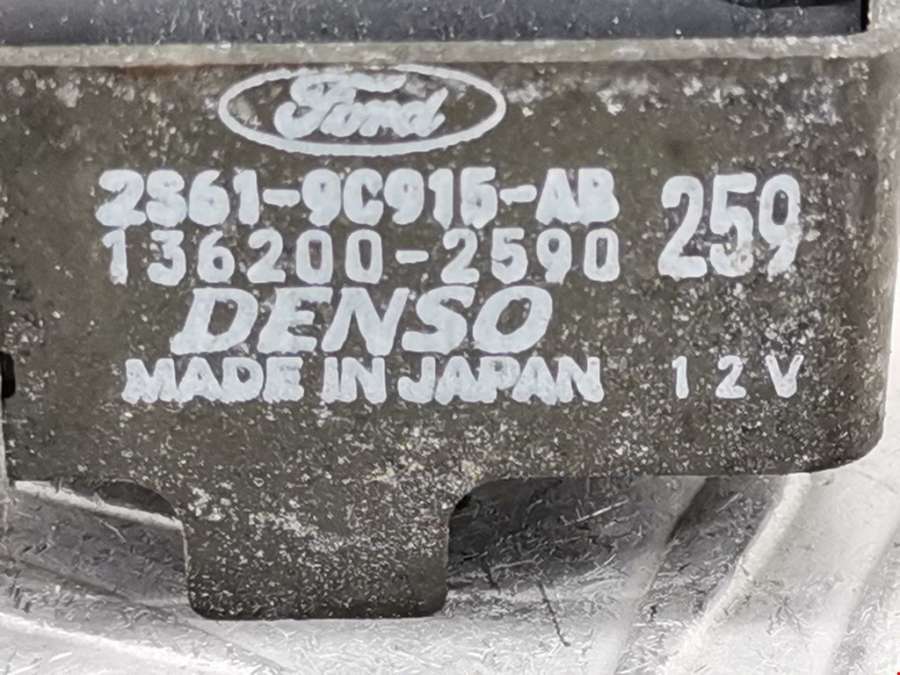 Ford
2S61-9C915-AB
136200-2590
259
DENSO
MADE IN JAPAN
12V